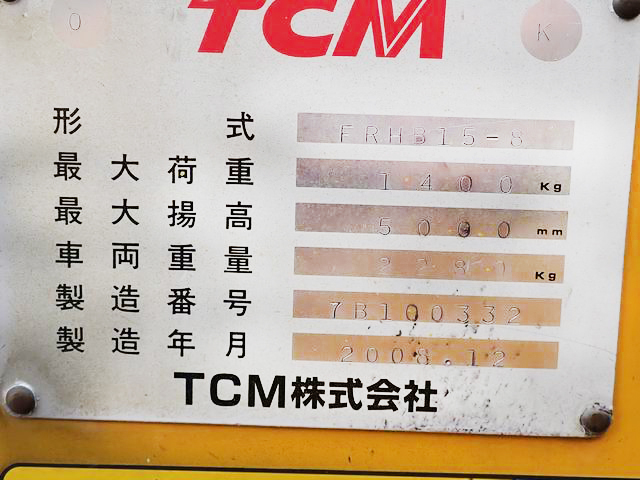 O TCM K
形式 FRHB15-8
最大荷重 1400 Kg
最大揚高 5000 mm
車両重量 Kg
製造番号 7B100332
製造年月 2008.12
TCM株式会社